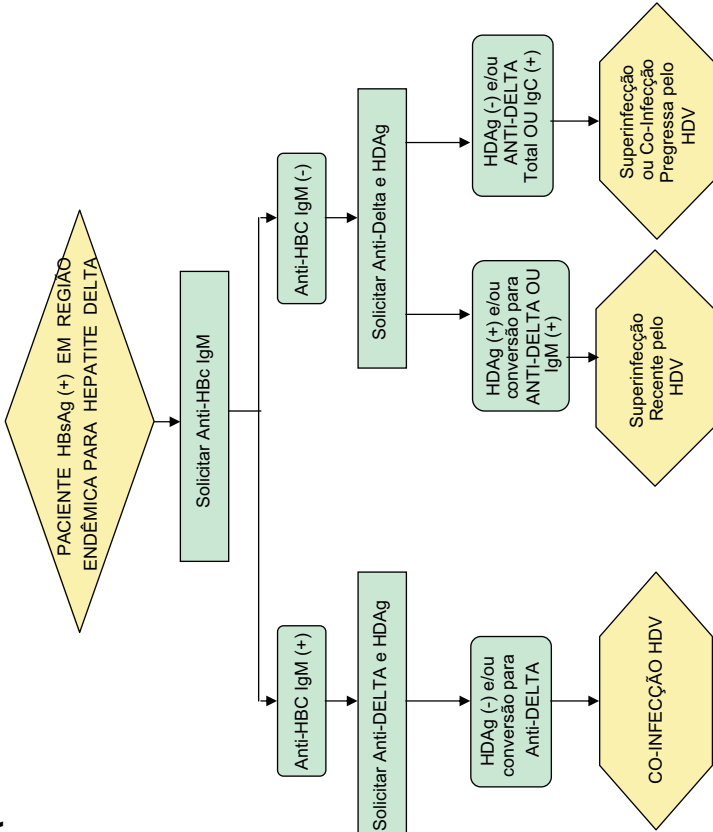 PACIENTE HBsAg (+) EM REGIÃO
ENDÊMICA PARA HEPATITE DELTA
Solicitar Anti-HBc IgM
Anti-HBC IgM (+)
Solicitar Anti-DELTA e HDAg
HDAg (-) e/ou
conversão para
Anti-DELTA
CO-INFECÇÃO HDV
Anti-HBC IgM (-)
Solicitar Anti-Delta e HDAg
HDAg (+) e/ou
conversão para
ANTI-DELTA OU
IgM (+)
Superinfecção
Recente pelo
HDV
HDAg (-) e/ou
ANTI-DELTA
Total OU IgC (+)
Superinfecção
ou Co-Infecção
Pregressa pelo
HDV